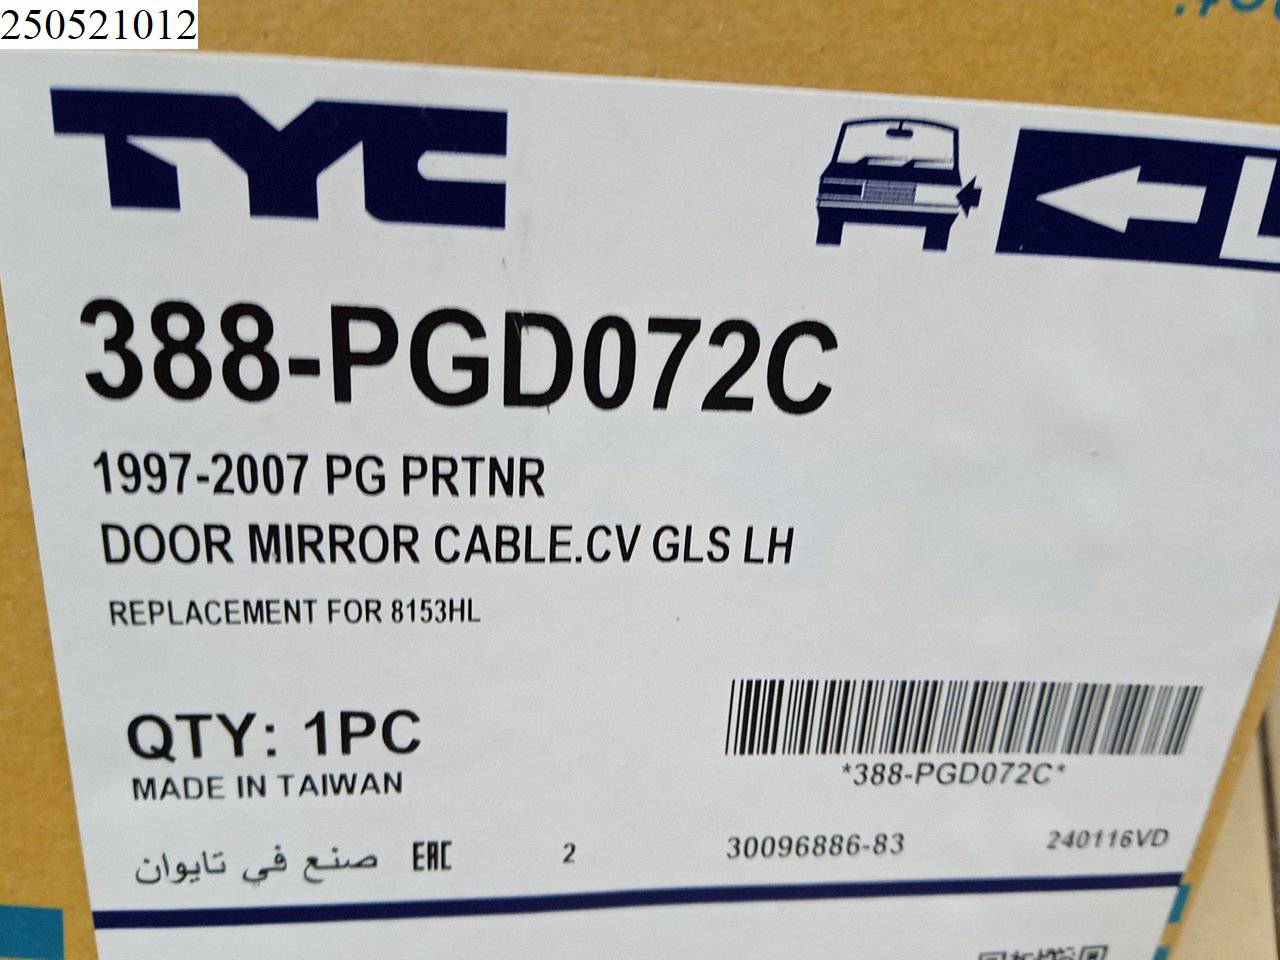 250521012
TYC
L
388-PGD072C
1997-2007 PG PRTNR
DOOR MIRROR CABLE.CV GLS LH
REPLACEMENT FOR 8153HL
QTY: 1PC
MADE IN TAIWAN
*388-PGD072C*
صنع في تايوان EAC 2 30096886-83 240116VD